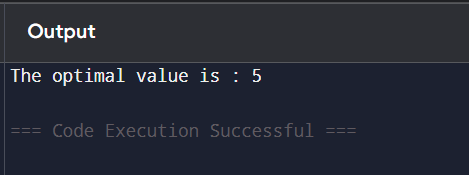 Output
The optimal value is : 5
=== Code Execution Successful ===